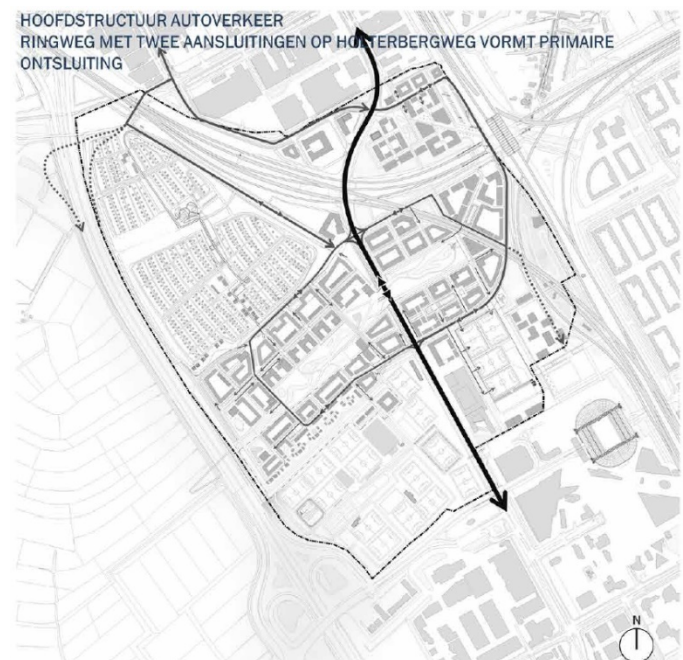 HOOFDSTRUCTUUR AUTOVERKEER
RINGWEG MET TWEE AANSLUITINGEN OP HOLTERBERGWEG VORMT PRIMAIRE
ONTSLUITING
N